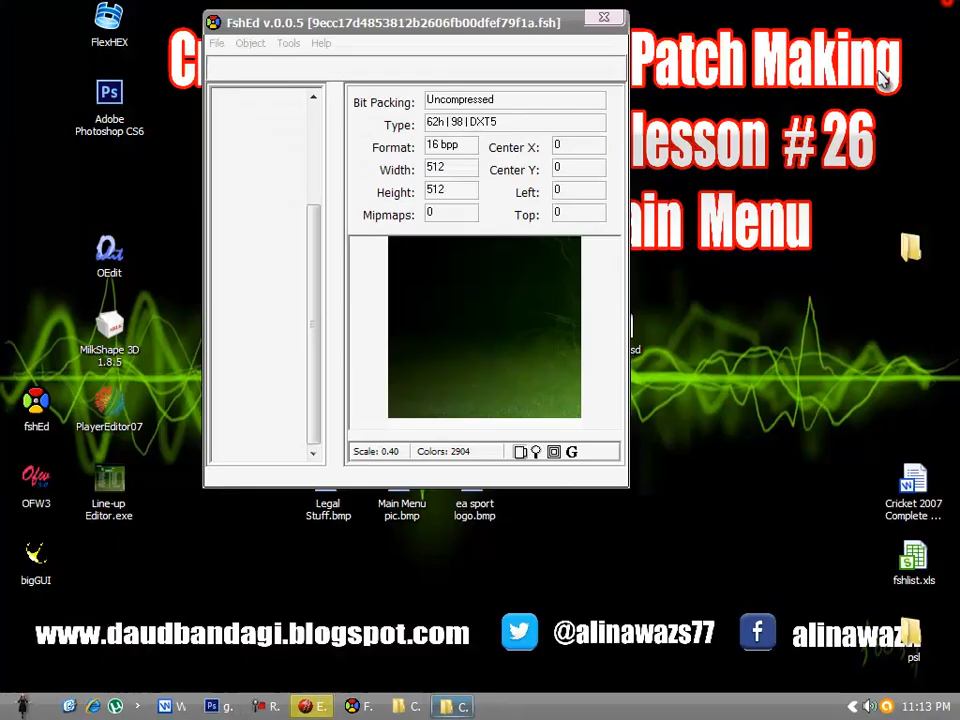 FlexHEX
Adobe
Photoshop CS6
OEdit
MilkShape 3D
1.8.5
fshEd
PlayerEditor07
OFW3
Line-up
Editor.exe
bigGUI
FshEd v.0.0.5 [9ecc17d4853812b2606fb00dfef79f1a.fsh]
File Object Tools Help
Bit Packing: Uncompressed
Type: 62h | 98 | DXT5
Format: 16 bpp Center X: 0
Width: 512 Center Y: 0
Height: 512 Left: 0
Mipmaps: 0 Top: 0
Scale: 0.40 Colors: 2904 G
Patch Making
lesson # 26
ain Menu
sd
Legal
Stuff.bmp
Main Menu
pic.bmp
ea sport
logo.bmp
Cricket 2007
Complete ...
fshlist.xls
psl
www.daudbandagi.blogspot.com @alinawazs77 f alinawaz
W g. R. E. F. C. C. 11:13 PM